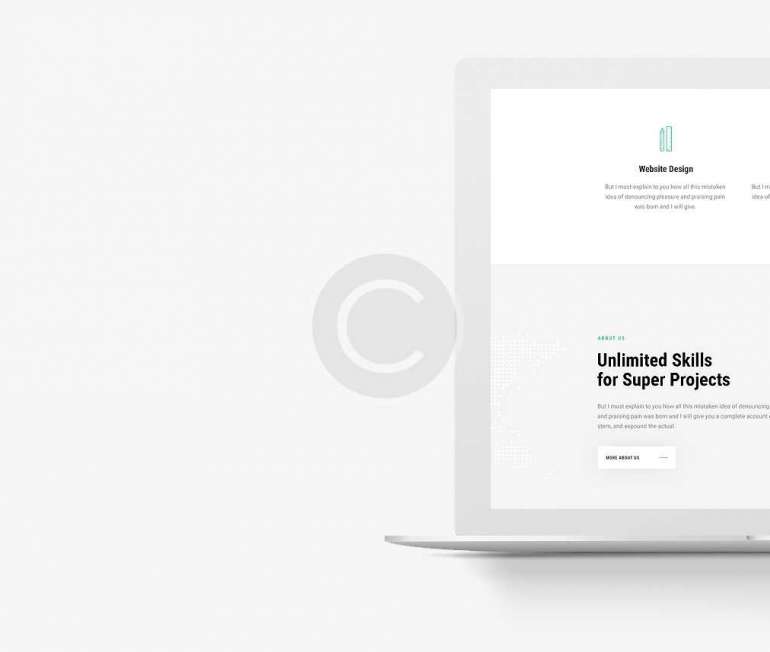 Website Design
But I must explain to you how all this mistaken
idea of denouncing pleasure and praising pain
was born and I will give.
But I m
idea of
C
ABOUT US
Unlimited Skills
for Super Projects
But I must explain to you how all this mistaken idea of denouncing
and praising pain was born and I will give you a complete account
stem, and expound the actual
MORE ABOUT US